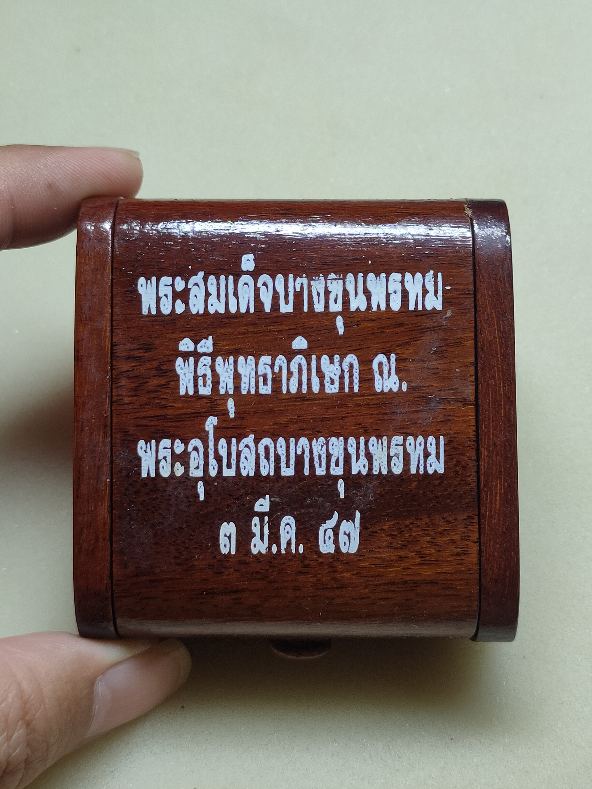 พระสมเด็จบางขุนพรหม
พิธีพุทธาภิเษก ณ.
พระอุโบสถบางขุนพรหม
๓ มี.ค. ๔๗